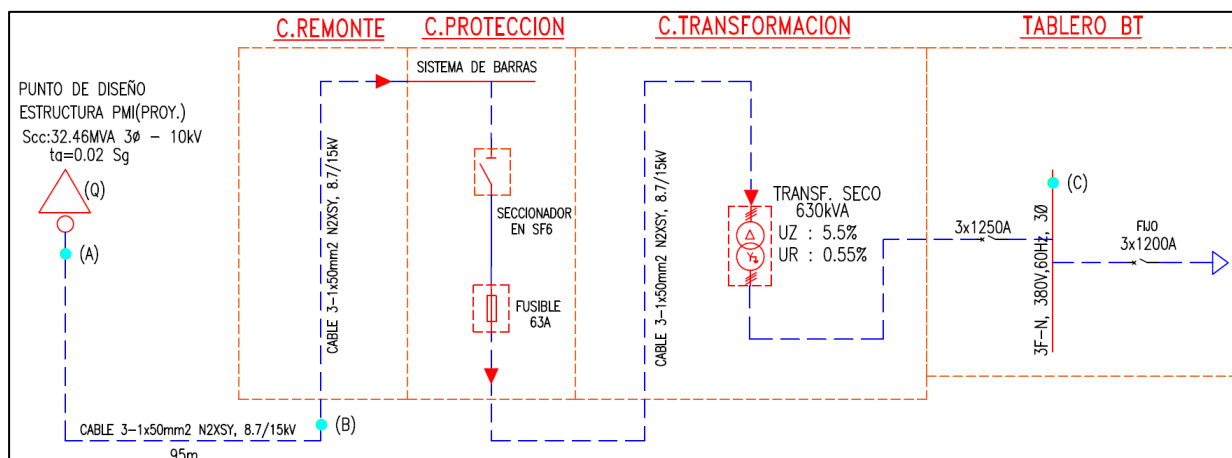 C.REMONTE
C.PROTECCION
C.TRANSFORMACION
TABLERO BT
SISTEMA DE BARRAS
PUNTO DE DISEÑO
ESTRUCTURA PMI(PROY.)
Scc:32.46MVA 3ø - 10kV
ta=0.02 Sg
(Q)
(A)
CABLE 3-1x50mm2 N2XSY, 8.7/15kV
95m
(B)
CABLE 3-1x50mm2 N2XSY, 8.7/15kV
SECCIONADOR
EN SF6
FUSIBLE
63A
CABLE 3-1x50mm2 N2XSY, 8.7/15kV
TRANSF. SECO
630kVA
UZ : 5.5%
UR : 0.55%
3x1250A
(C)
3F-N, 380V,60Hz, 3Ø
FIJO
3x1200A